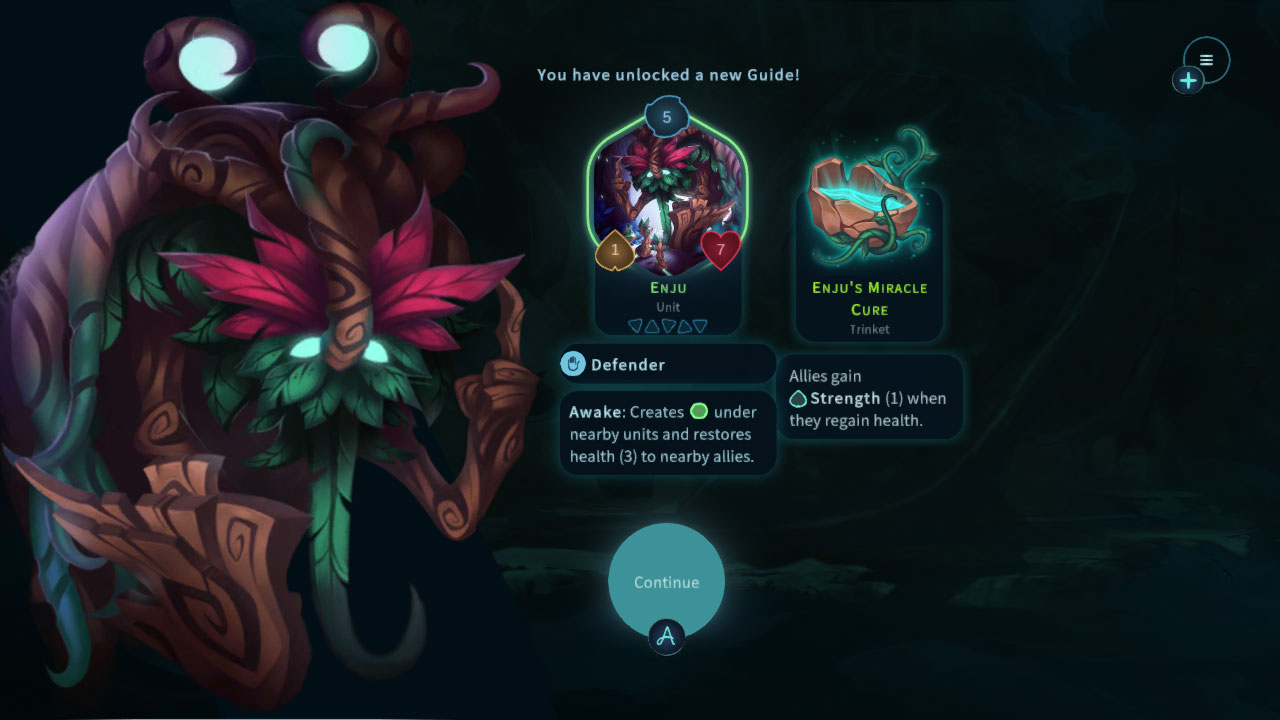 You have unlocked a new Guide!
5
1
7
Enju
Unit
Enju's Miracle
Cure
Trinket
Defender
Awake: Creates under
nearby units and restores
health (3) to nearby allies.
Allies gain
Strength (1) when
they regain health.
Continue
A